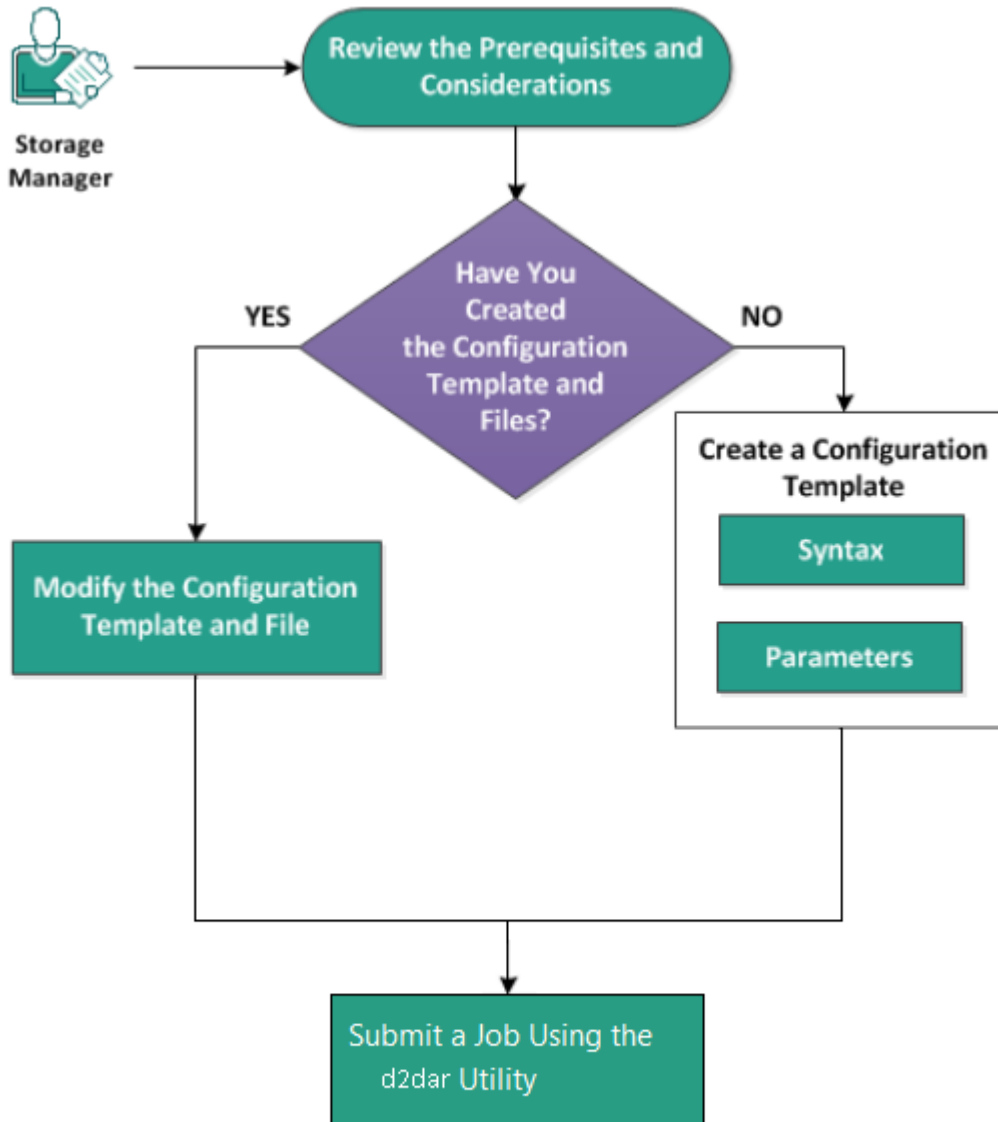 Review the Prerequisites and
Considerations
Storage
Manager
Have You
Created
the Configuration
Template and
Files?
YES
NO
Create a Configuration
Template
Syntax
Parameters
Modify the Configuration
Template and File
Submit a Job Using the
d2dar Utility